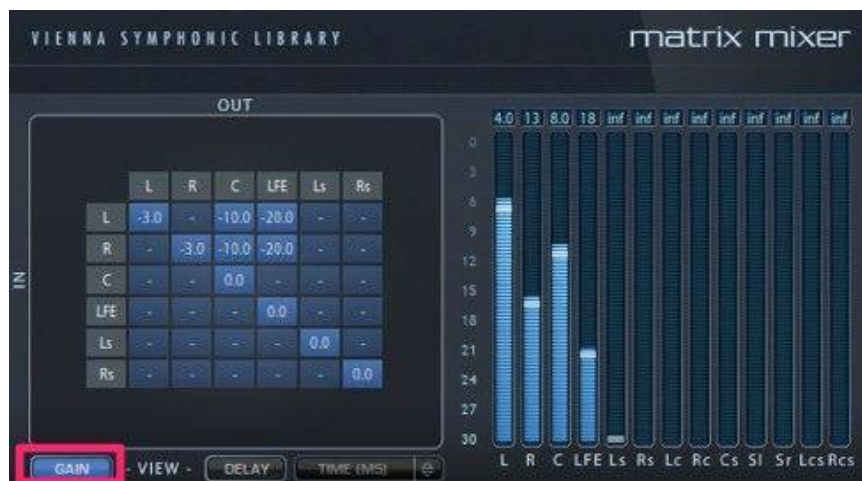 VIENNA SYMPHONIC LIBRARY
matrix mixer
OUT
L R C LFE Ls Rs
L -3.0 - -10.0 -20.0 - -
R - -3.0 -10.0 -20.0 - -
C - - 0.0 - - -
LFE - - - 0.0 - -
Ls - - - - 0.0 -
Rs - - - - - 0.0
IN
GAIN - VIEW - DELAY TIME (MS)
4.0 13 8.0 18 inf inf inf inf inf inf inf inf inf
0
3
6
9
12
15
18
21
24
27
30
L R C LFE Ls Rs Lc Rc Cs Sl Sr Lcs Rcs